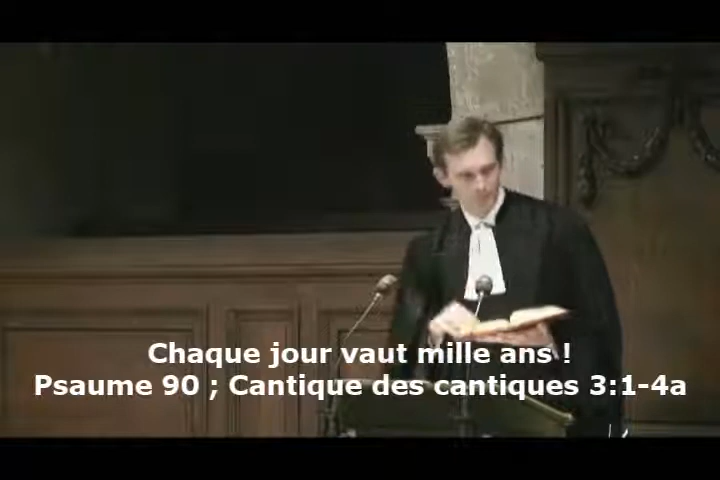 Chaque jour vaut mille ans !
Psaume 90 ; Cantique des cantiques 3:1-4a